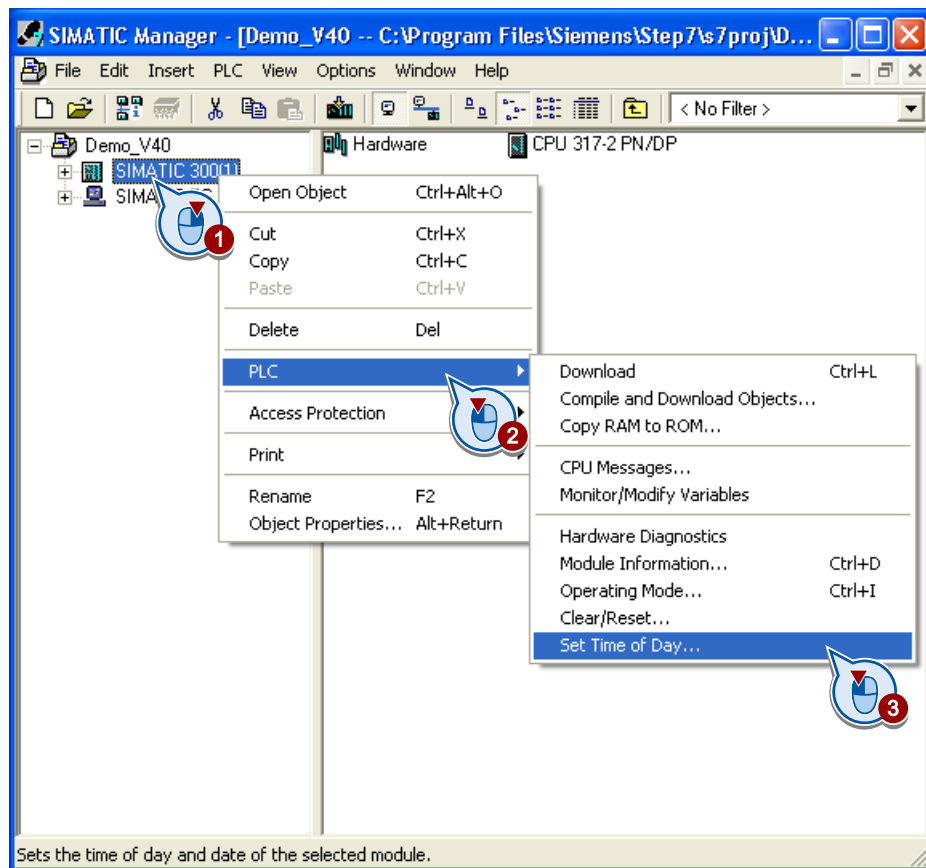 SIMATIC Manager - [Demo_V40 -- C:\Program Files\Siemens\Step7\s7proj\D...
File Edit Insert PLC View Options Window Help
< No Filter >
Demo_V40
SIMATIC 300(1)
SIMA
Hardware
CPU 317-2 PN/DP
1
Open Object Ctrl+Alt+O
Cut Ctrl+X
Copy Ctrl+C
Paste Ctrl+V
Delete Del
PLC
Access Protection
2
Print
Rename F2
Object Properties... Alt+Return
Download Ctrl+L
Compile and Download Objects...
Copy RAM to ROM...
CPU Messages...
Monitor/Modify Variables
Hardware Diagnostics
Module Information... Ctrl+D
Operating Mode... Ctrl+I
Clear/Reset...
Set Time of Day...
3
Sets the time of day and date of the selected module.